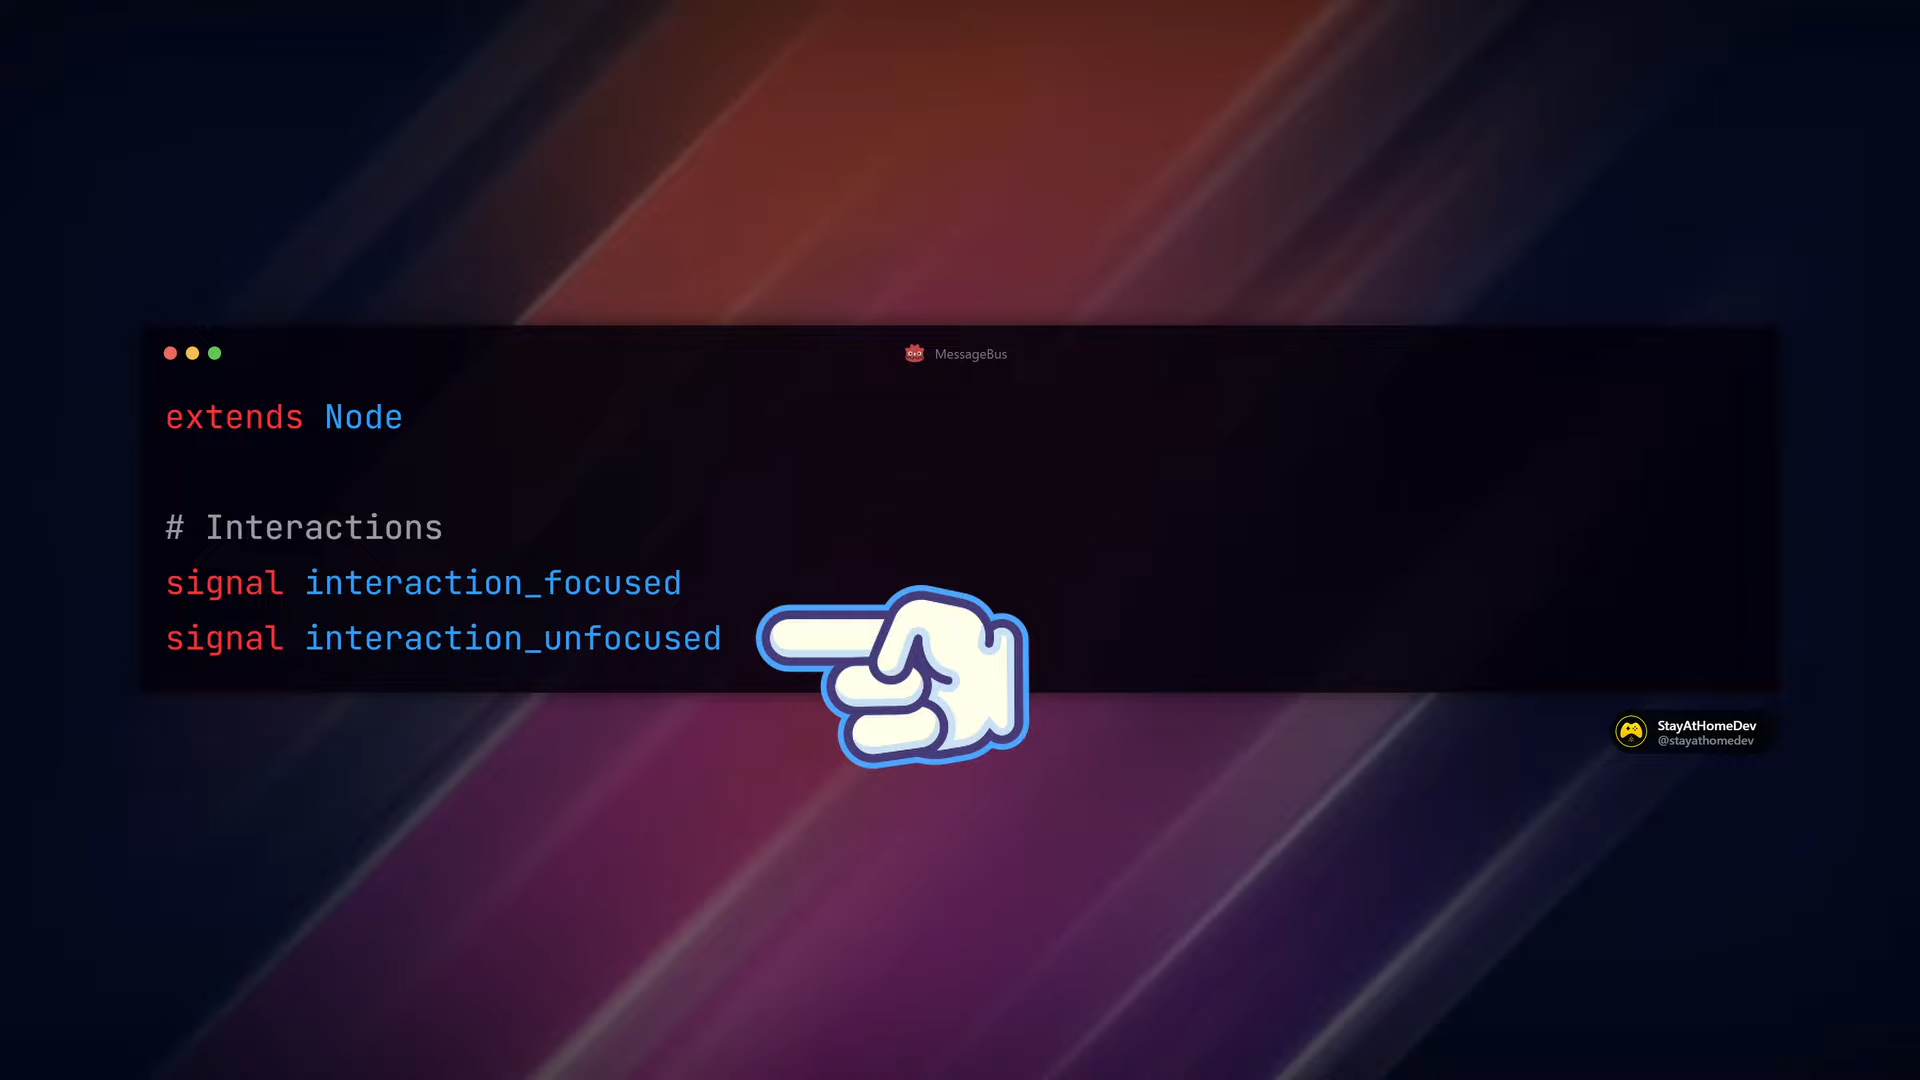 MessageBus
extends Node
# Interactions
signal interaction_focused
signal interaction_unfocused
StayAtHomeDev
@stayathomedev